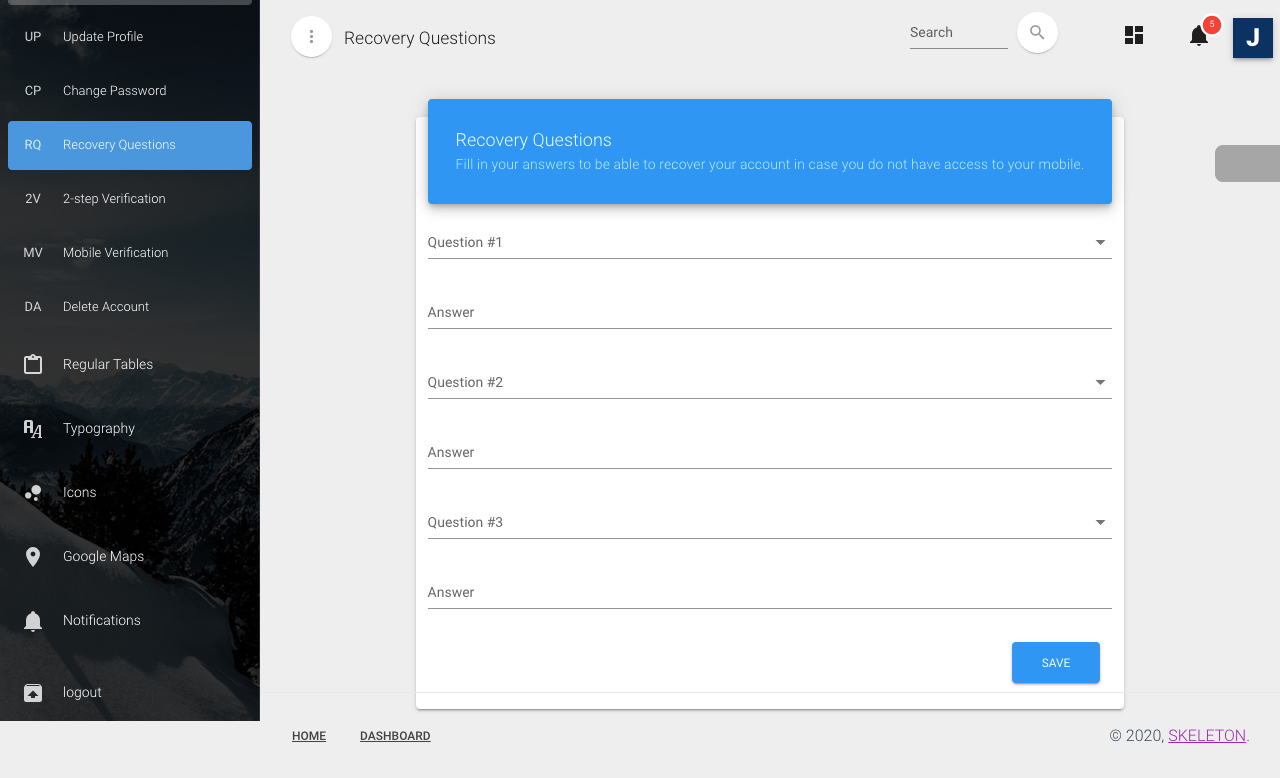 UP Update Profile
CP Change Password
RQ Recovery Questions
2V 2-step Verification
MV Mobile Verification
DA Delete Account
Regular Tables
Typography
Icons
Google Maps
Notifications
logout
Recovery Questions
Search
5
J
Recovery Questions
Fill in your answers to be able to recover your account in case you do not have access to your mobile.
Question #1
Answer
Question #2
Answer
Question #3
Answer
SAVE
HOME DASHBOARD
© 2020, SKELETON.